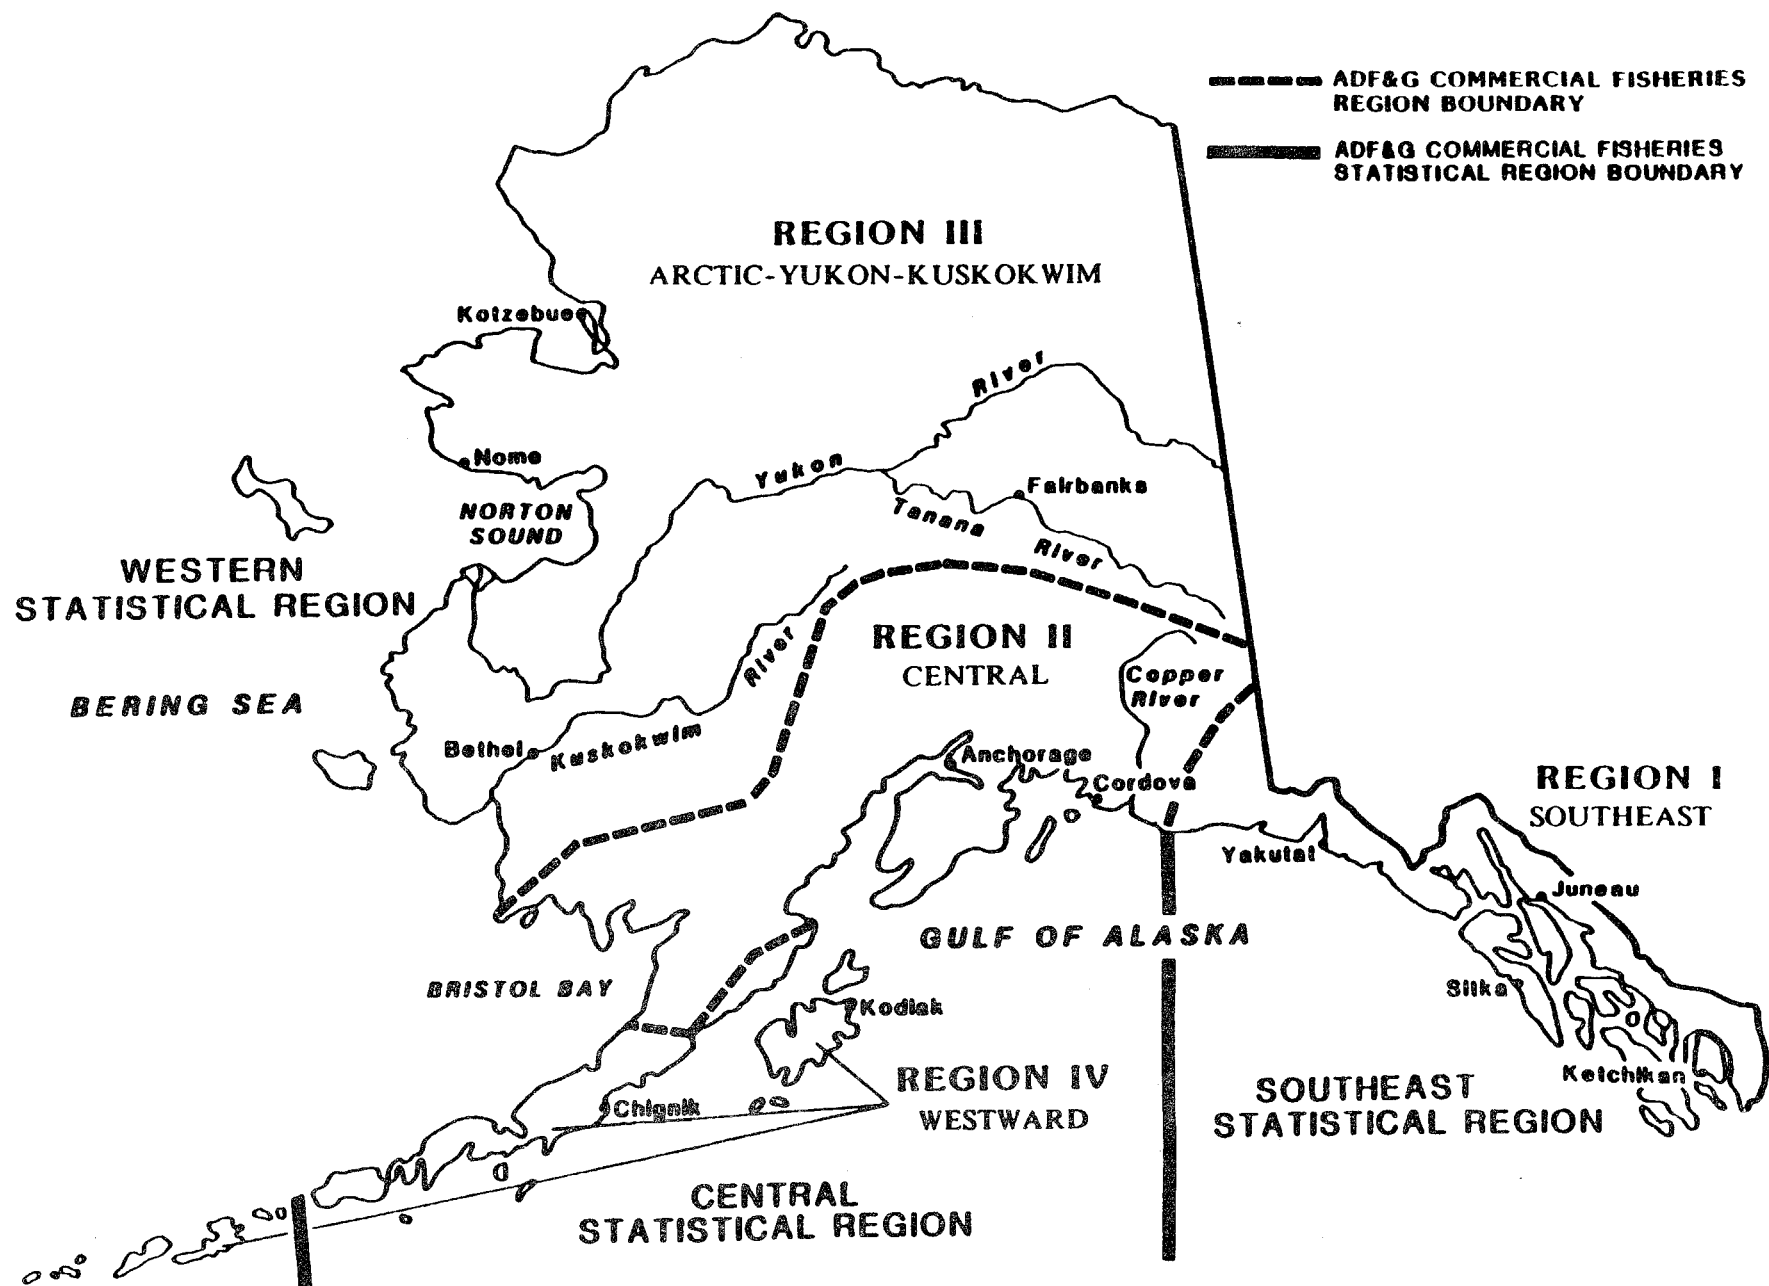 ADF&G COMMERCIAL FISHERIES
REGION BOUNDARY
ADF&G COMMERCIAL FISHERIES
STATISTICAL REGION BOUNDARY
REGION III
ARCTIC-YUKON-KUSKOKWIM
Kotzebue
River
Yukon
Nome
Fairbanks
NORTON
SOUND
Tanana
River
WESTERN
STATISTICAL REGION
REGION II
CENTRAL
River
Copper
River
BERING SEA
Bethel
Kuskokwim
Anchorage
Cordova
REGION I
SOUTHEAST
Yakutat
Juneau
GULF OF ALASKA
BRISTOL BAY
Sitka
Kodiak
REGION IV
WESTWARD
Ketchikan
SOUTHEAST
STATISTICAL REGION
Chignik
CENTRAL
STATISTICAL REGION